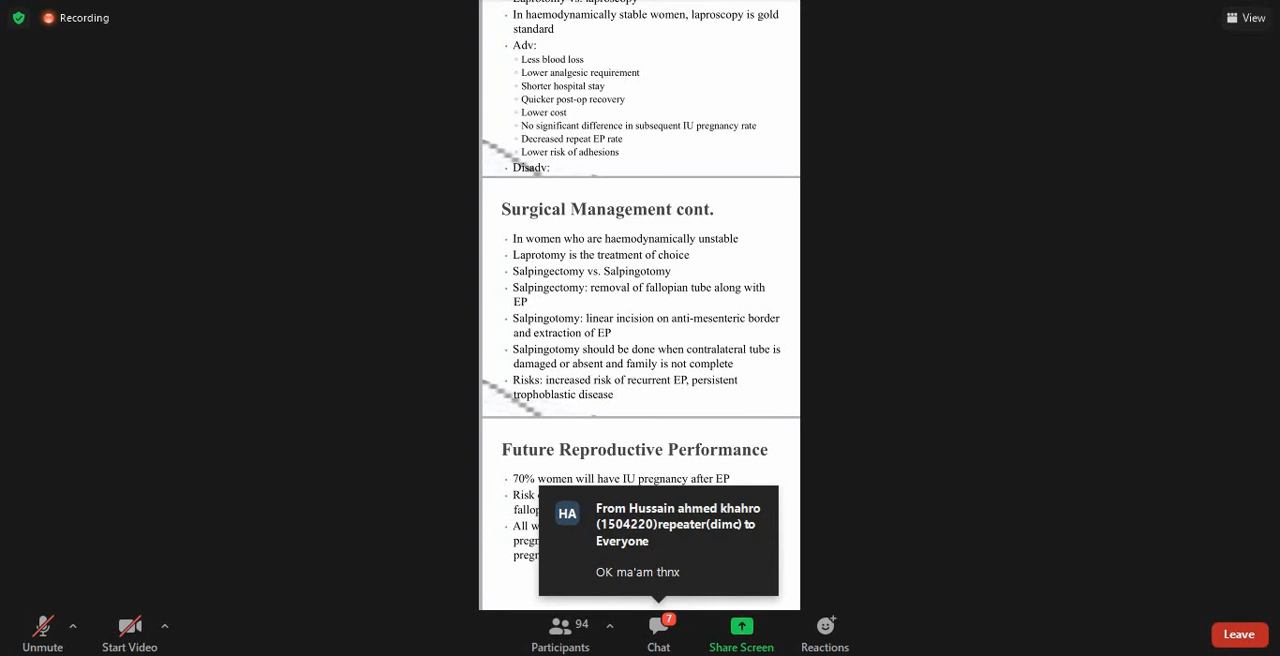 Recording
View
Laprotomy vs. laproscopy
In haemodynamically stable women, laproscopy is gold
standard
Adv:
Less blood loss
Lower analgesic requirement
Shorter hospital stay
Quicker post-op recovery
Lower cost
No significant difference in subsequent IU pregnancy rate
Decreased repeat EP rate
Lower risk of adhesions
Disadv:
Surgical Management cont.
In women who are haemodynamically unstable
Laprotomy is the treatment of choice
Salpingectomy vs. Salpingotomy
Salpingectomy: removal of fallopian tube along with
EP
Salpingotomy: linear incision on anti-mesenteric border
and extraction of EP
Salpingotomy should be done when contralateral tube is
damaged or absent and family is not complete
Risks: increased risk of recurrent EP, persistent
trophoblastic disease
Future Reproductive Performance
70% women will have IU pregnancy after EP
Risk
All
HA
From Hussain ahmed khahro
(1504220)repeater(dimc) to
Everyone
OK ma'am thnx
Unmute
Start Video
94
Participants
7
Chat
Share Screen
Reactions
Leave